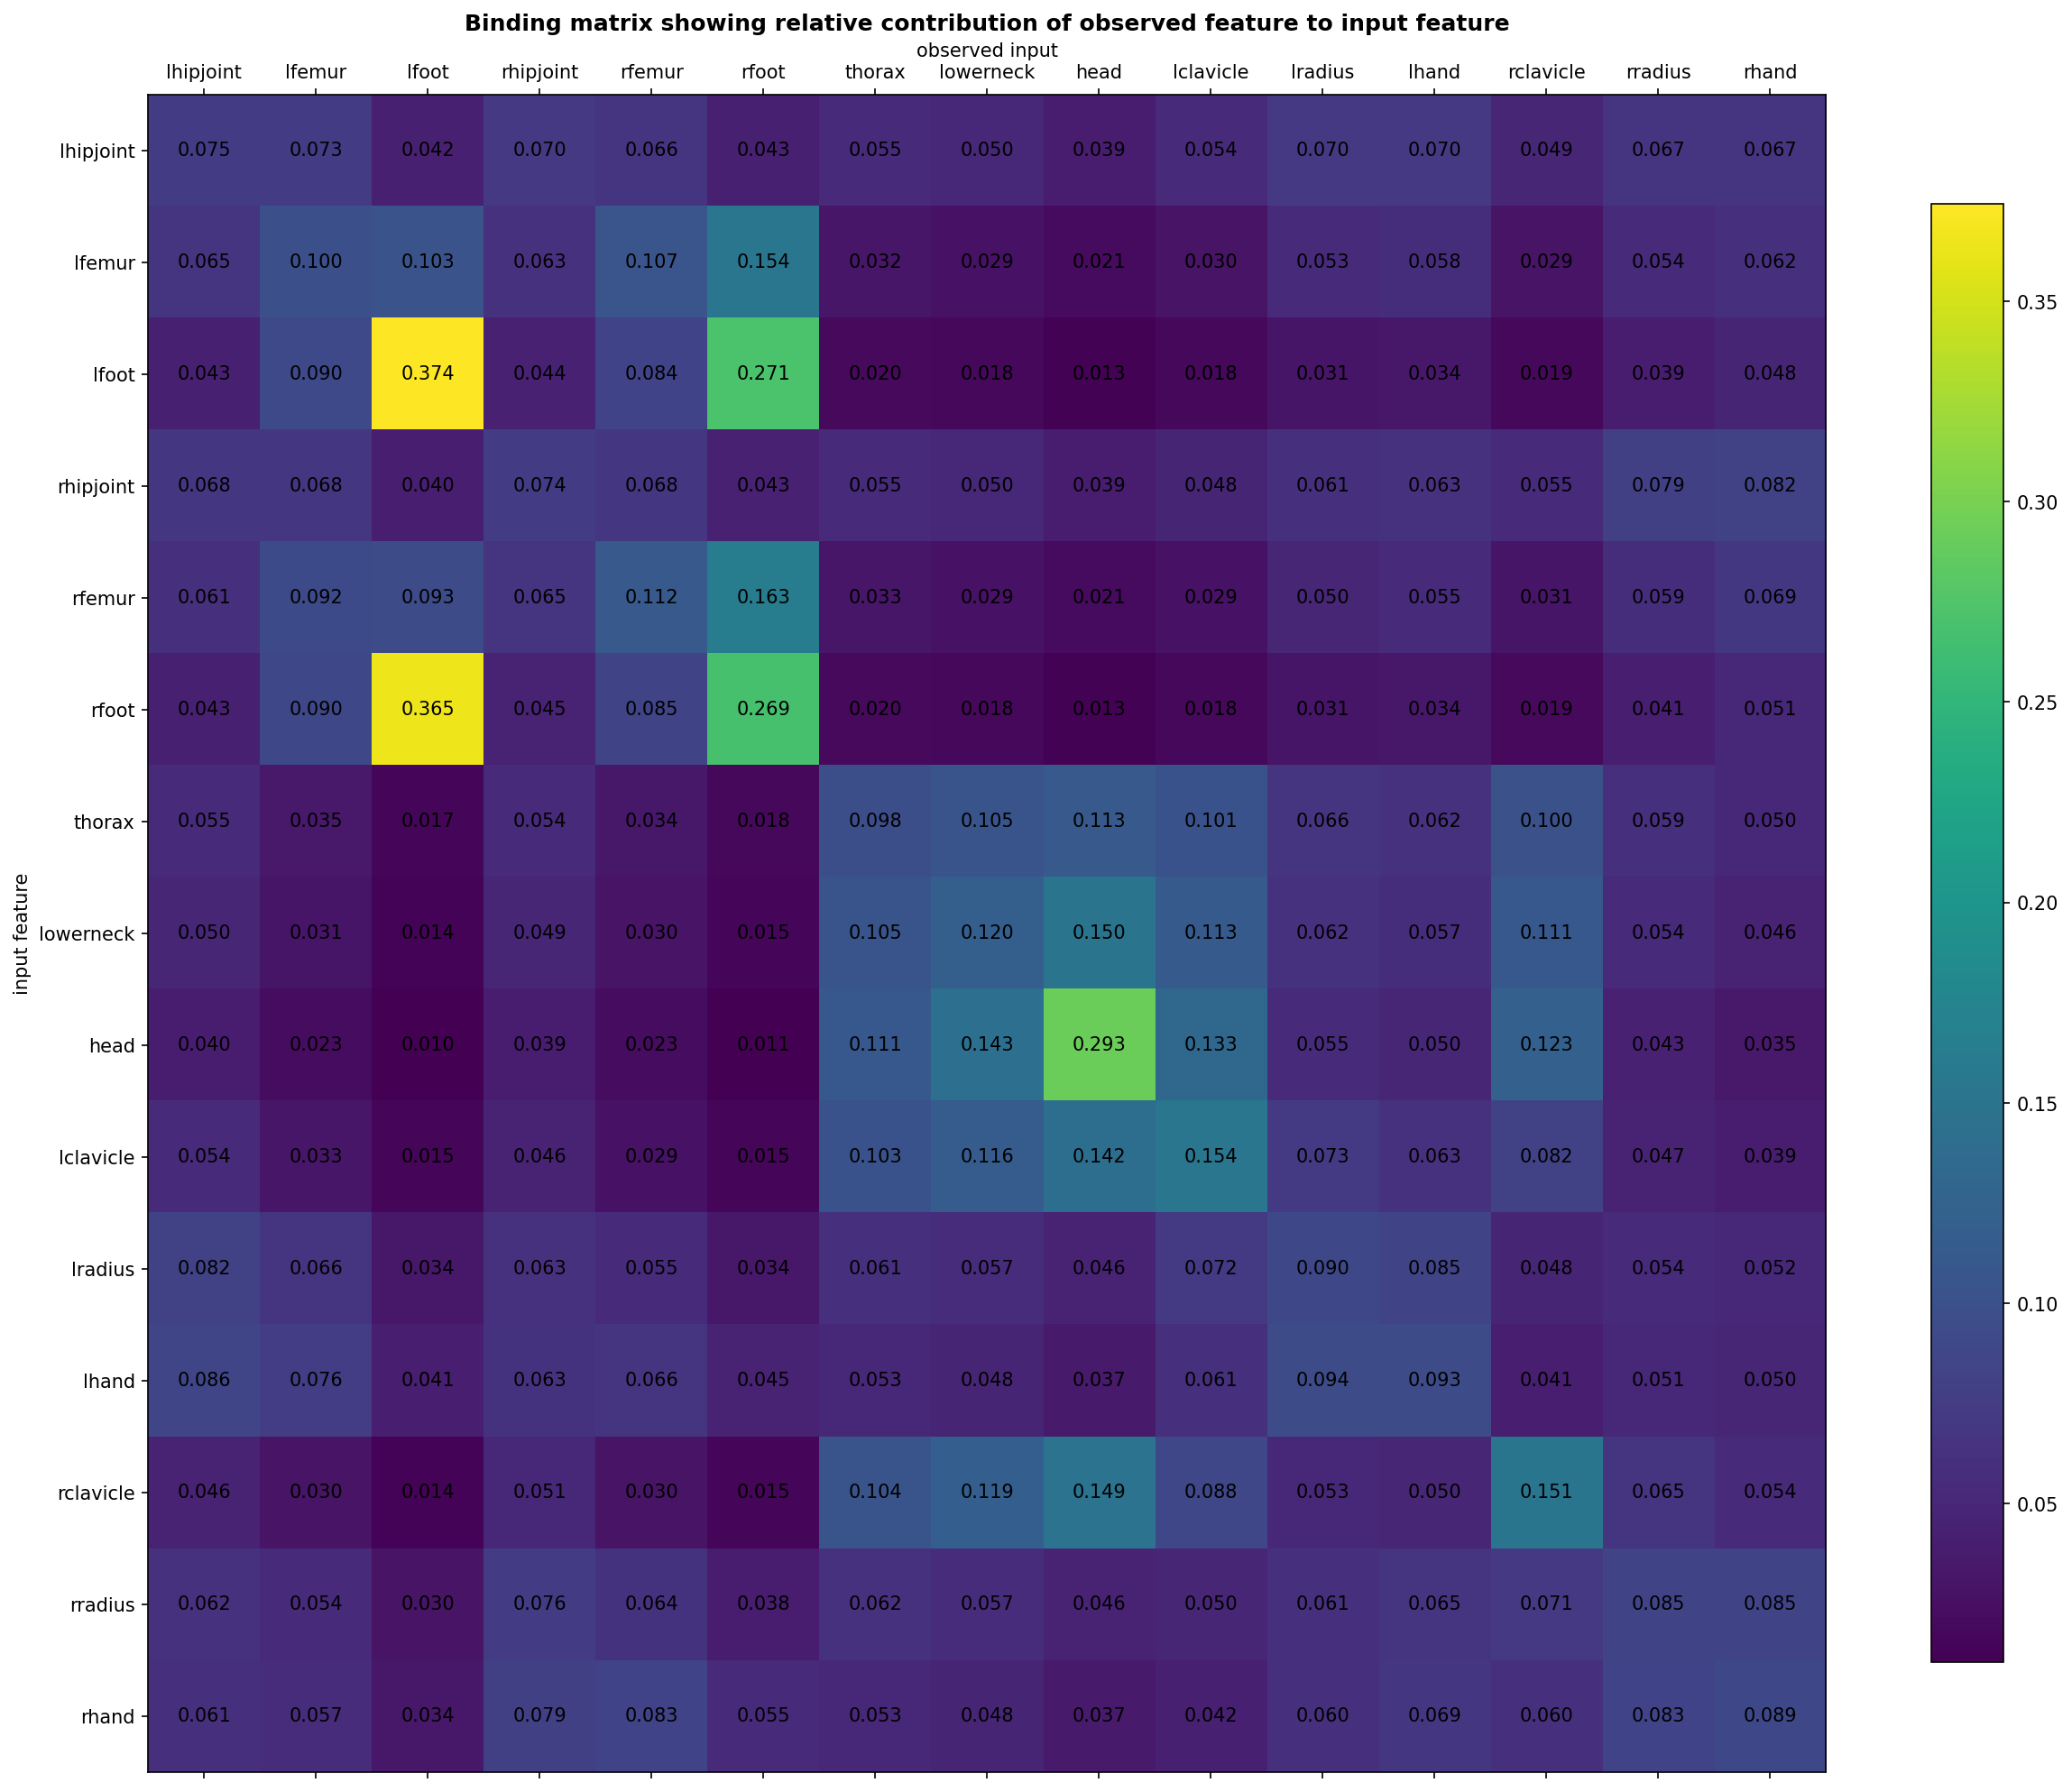 Binding matrix showing relative contribution of observed feature to input feature
observed input
lhipjoint lfemur lfoot rhipjoint rfemur rfoot thorax lowerneck head lclavicle lradius lhand rclavicle rradius rhand
lhipjoint 0.075 0.073 0.042 0.070 0.066 0.043 0.055 0.050 0.039 0.054 0.070 0.070 0.049 0.067 0.067
lfemur 0.065 0.100 0.103 0.063 0.107 0.154 0.032 0.029 0.021 0.030 0.053 0.058 0.029 0.054 0.062
lfoot 0.043 0.090 0.374 0.044 0.084 0.271 0.020 0.018 0.013 0.018 0.031 0.034 0.019 0.039 0.048
rhipjoint 0.068 0.068 0.040 0.074 0.068 0.043 0.055 0.050 0.039 0.048 0.061 0.063 0.055 0.079 0.082
rfemur 0.061 0.092 0.093 0.065 0.112 0.163 0.033 0.029 0.021 0.029 0.050 0.055 0.031 0.059 0.069
rfoot 0.043 0.090 0.365 0.045 0.085 0.269 0.020 0.018 0.013 0.018 0.031 0.034 0.019 0.041 0.051
thorax 0.055 0.035 0.017 0.054 0.034 0.018 0.098 0.105 0.113 0.101 0.066 0.062 0.100 0.059 0.050
lowerneck 0.050 0.031 0.014 0.049 0.030 0.015 0.105 0.120 0.150 0.113 0.062 0.057 0.111 0.054 0.046
head 0.040 0.023 0.010 0.039 0.023 0.011 0.111 0.143 0.293 0.133 0.055 0.050 0.123 0.043 0.035
lclavicle 0.054 0.033 0.015 0.046 0.029 0.015 0.103 0.116 0.142 0.154 0.073 0.063 0.082 0.047 0.039
lradius 0.082 0.066 0.034 0.063 0.055 0.034 0.061 0.057 0.046 0.072 0.090 0.085 0.048 0.054 0.052
lhand 0.086 0.076 0.041 0.063 0.066 0.045 0.053 0.048 0.037 0.061 0.094 0.093 0.041 0.051 0.050
rclavicle 0.046 0.030 0.014 0.051 0.030 0.015 0.104 0.119 0.149 0.088 0.053 0.050 0.151 0.065 0.054
rradius 0.062 0.054 0.030 0.076 0.064 0.038 0.062 0.057 0.046 0.050 0.061 0.065 0.071 0.085 0.085
rhand 0.061 0.057 0.034 0.079 0.083 0.055 0.053 0.048 0.037 0.042 0.060 0.069 0.060 0.083 0.089
input feature
0.35
0.30
0.25
0.20
0.15
0.10
0.05